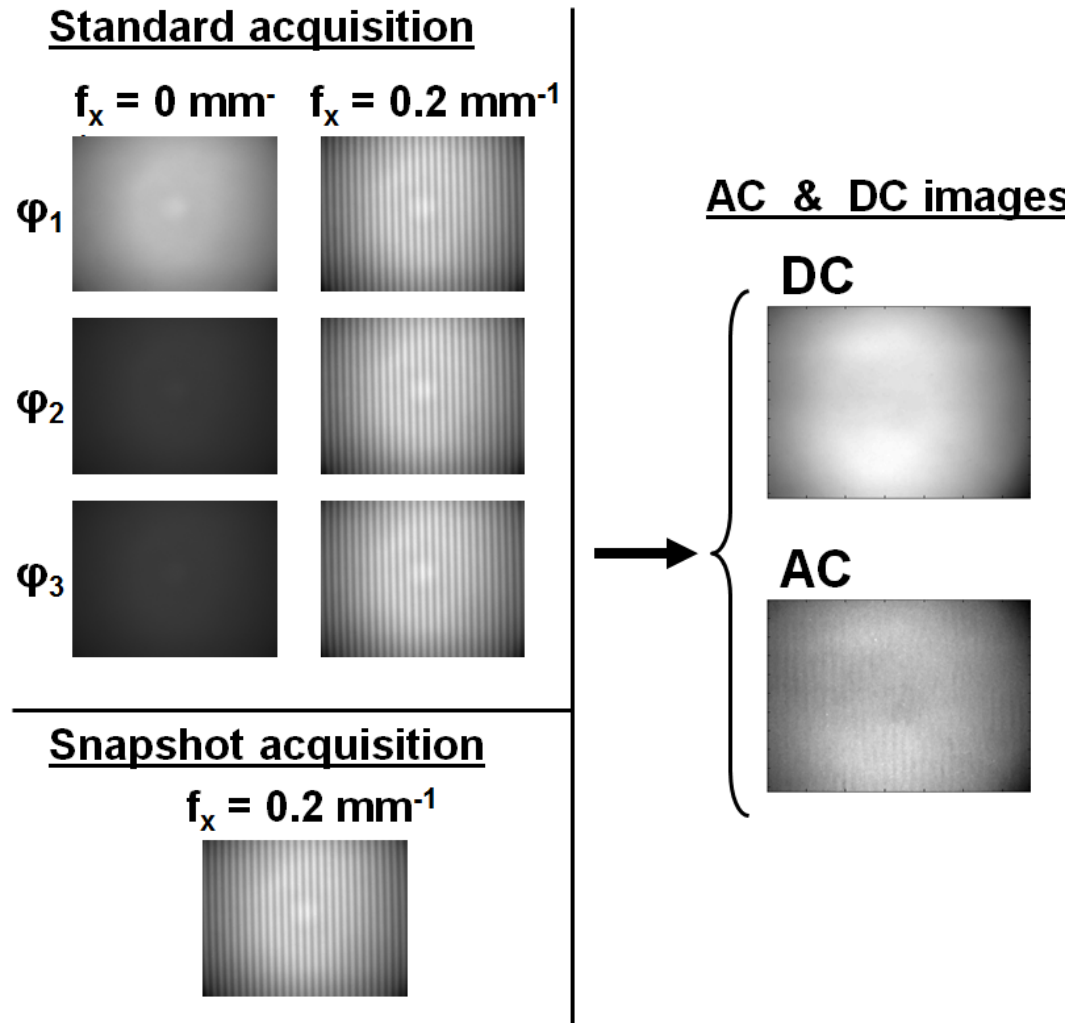 Standard acquisition
fₓ = 0 mm⁻ fₓ = 0.2 mm⁻¹
φ₁
φ₂
φ₃
Snapshot acquisition
fₓ = 0.2 mm⁻¹
AC & DC images
DC
AC